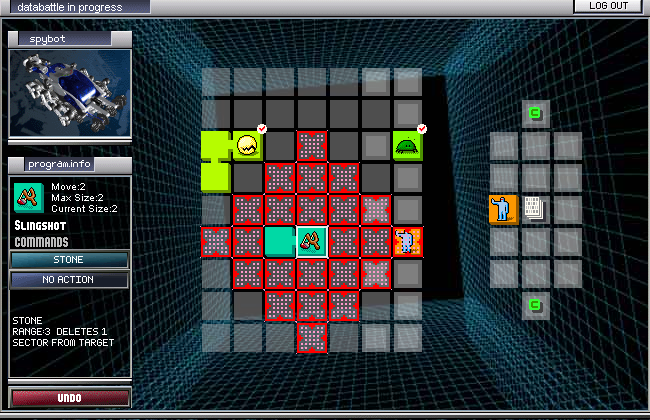 databattle in progress
LOG OUT
spybot
program.info
Move:2
Max Size:2
Current Size:2
SLINGSHOT
COMMANDS
STONE
NO ACTION
STONE
RANGE:3 DELETES 1
SECTOR FROM TARGET
UNDO